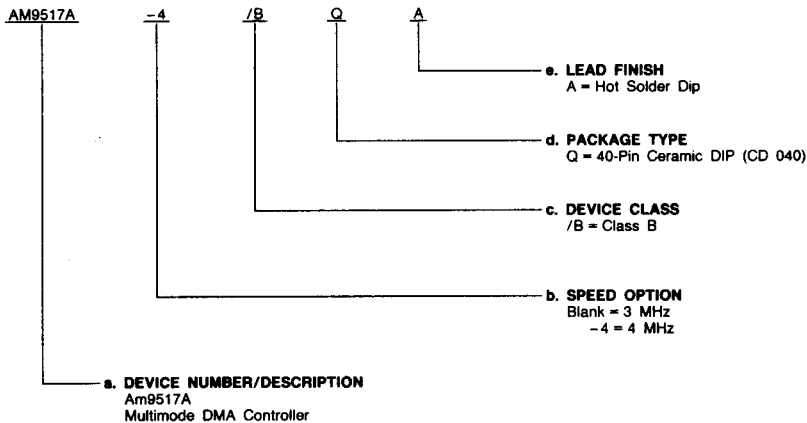 AM9517A -4 /B Q A
e. LEAD FINISH
A = Hot Solder Dip
d. PACKAGE TYPE
Q = 40-Pin Ceramic DIP (CD 040)
c. DEVICE CLASS
/B = Class B
b. SPEED OPTION
Blank = 3 MHz
-4 = 4 MHz
a. DEVICE NUMBER/DESCRIPTION
Am9517A
Multimode DMA Controller